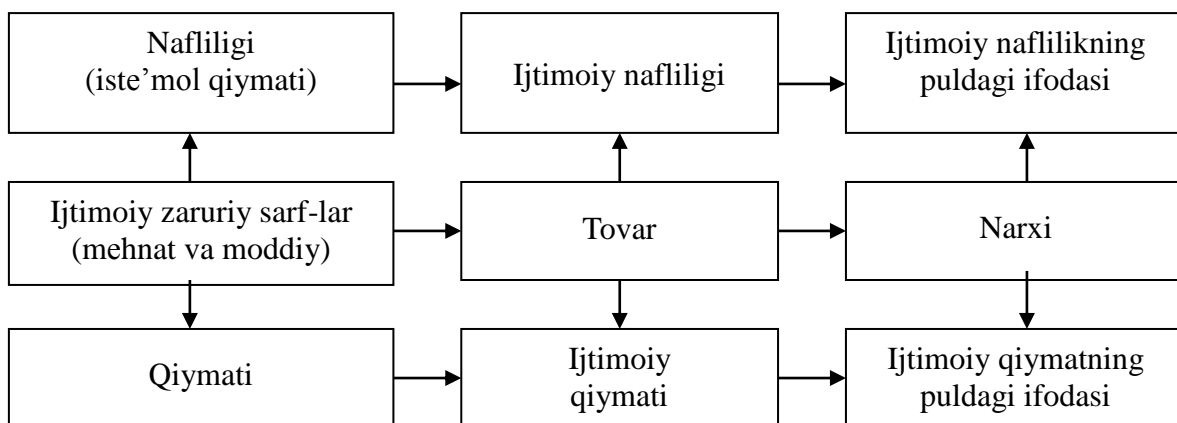 Nafliligi
(iste’mol qiymati)
Ijtimoiy nafliligi
Ijtimoiy naflilikning
puldagi ifodasi
Ijtimoiy zaruriy sarf-lar
(mehnat va moddiy)
Tovar
Narxi
Qiymati
Ijtimoiy
qiymati
Ijtimoiy qiymatning
puldagi ifodasi